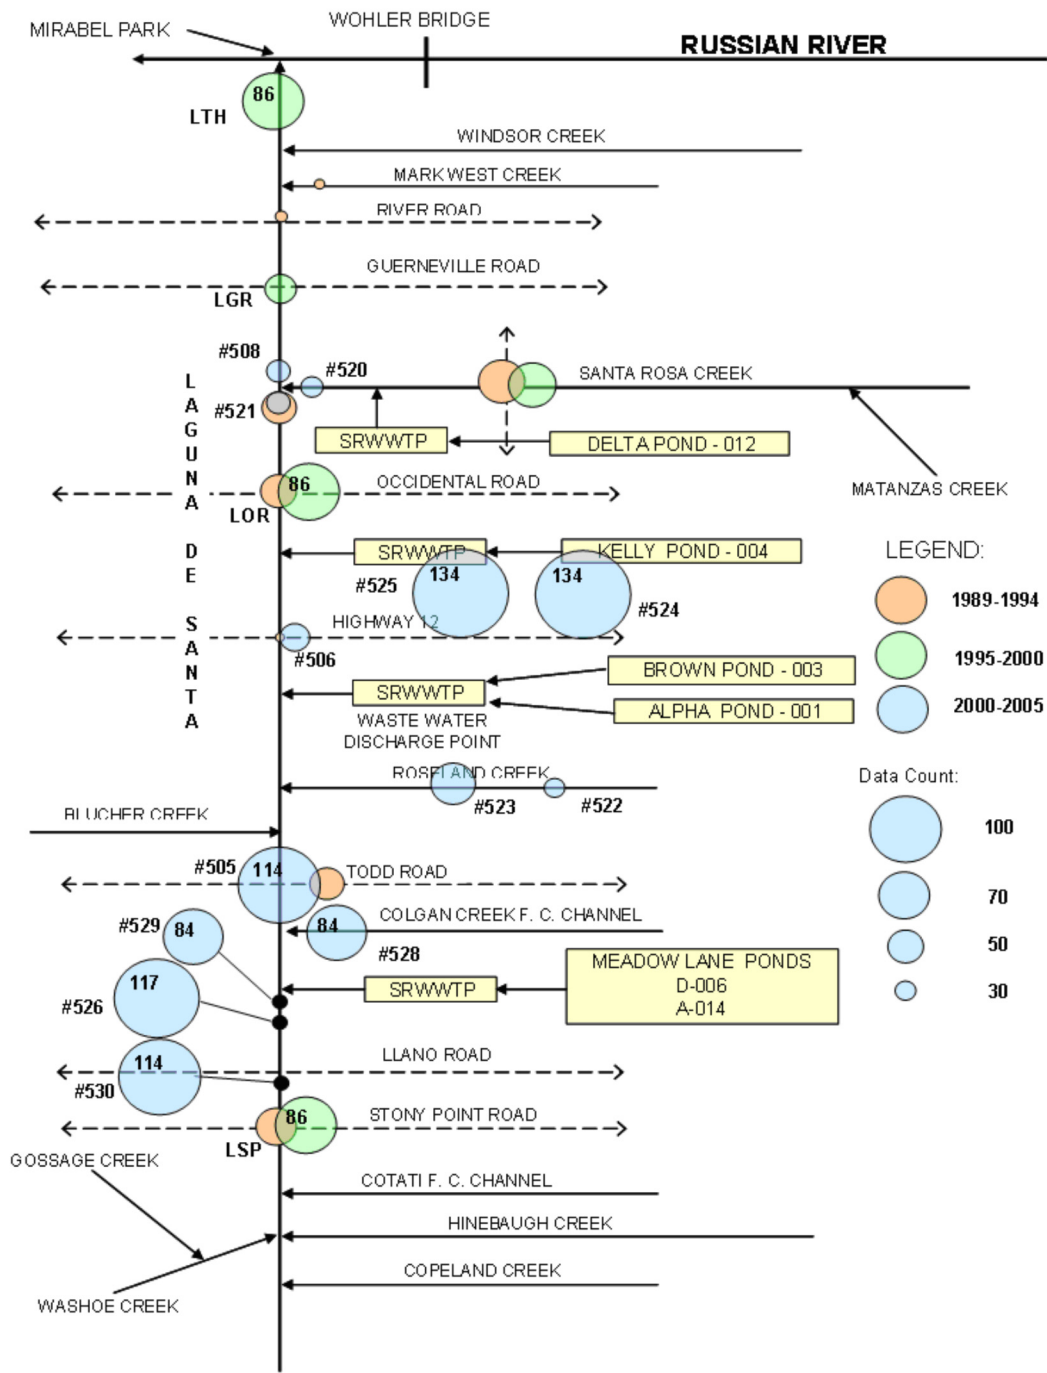 WOHLER BRIDGE
MIRABEL PARK
RUSSIAN RIVER
86
LTH
WINDSOR CREEK
MARK WEST CREEK
RIVER ROAD
GUERNEVILLE ROAD
LGR
#508
#520
SANTA ROSA CREEK
#521
SRWWTP
DELTA POND - 012
LAGUNA DE SANTA
OCCIDENTAL ROAD
86
MATANZAS CREEK
LOR
SRWWTP
KELLY POND - 004
LEGEND:
134
134
#525
#524
1989-1994
HIGHWAY 12
#506
1995-2000
BROWN POND - 003
SRWWTP
ALPHA POND - 001
2000-2005
WASTE WATER
DISCHARGE POINT
ROSELAND CREEK
#523
#522
Data Count:
BLUCHER CREEK
100
#505
114
TODD ROAD
70
COLGAN CREEK F. C. CHANNEL
#529
84
84
#528
50
MEADOW LANE PONDS
D-006
A-014
SRWWTP
30
117
#526
LLANO ROAD
114
#530
STONY POINT ROAD
86
LSP
GOSSAGE CREEK
COTATI F. C. CHANNEL
HINEBAUGH CREEK
COPELAND CREEK
WASHOE CREEK